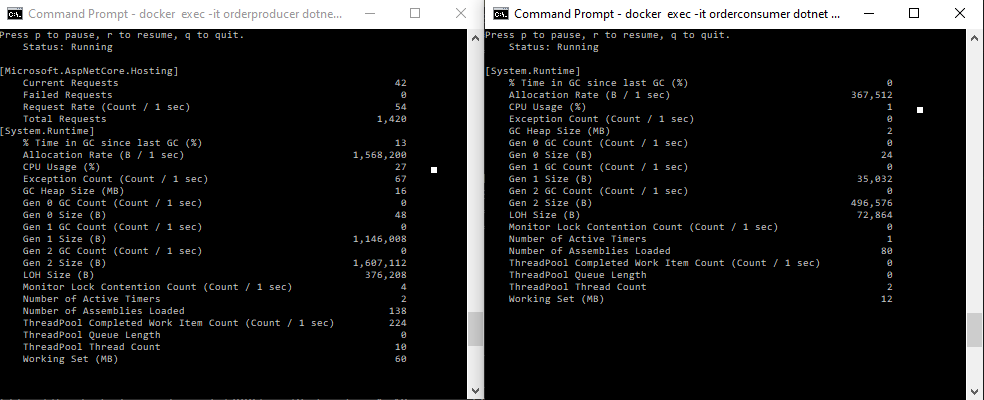 Command Prompt - docker  exec -it orderproducer dotne...
Press p to pause, r to resume, q to quit.
Status: Running
[Microsoft.AspNetCore.Hosting]
Current Requests 42
Failed Requests 0
Request Rate (Count / 1 sec) 54
Total Requests 1,420
[System.Runtime]
% Time in GC since last GC (%) 13
Allocation Rate (B / 1 sec) 1,568,200
CPU Usage (%) 27
Exception Count (Count / 1 sec) 67
GC Heap Size (MB) 16
Gen 0 GC Count (Count / 1 sec) 0
Gen 0 Size (B) 48
Gen 1 GC Count (Count / 1 sec) 0
Gen 1 Size (B) 1,146,008
Gen 2 GC Count (Count / 1 sec) 0
Gen 2 Size (B) 1,607,112
LOH Size (B) 376,208
Monitor Lock Contention Count (Count / 1 sec) 4
Number of Active Timers 2
Number of Assemblies Loaded 138
ThreadPool Completed Work Item Count (Count / 1 sec) 224
ThreadPool Queue Length 0
ThreadPool Thread Count 10
Working Set (MB) 60
Command Prompt - docker  exec -it orderconsumer dotnet ...
Press p to pause, r to resume, q to quit.
Status: Running
[System.Runtime]
% Time in GC since last GC (%) 0
Allocation Rate (B / 1 sec) 367,512
CPU Usage (%) 1
Exception Count (Count / 1 sec) 0
GC Heap Size (MB) 2
Gen 0 GC Count (Count / 1 sec) 0
Gen 0 Size (B) 24
Gen 1 GC Count (Count / 1 sec) 0
Gen 1 Size (B) 35,032
Gen 2 GC Count (Count / 1 sec) 0
Gen 2 Size (B) 496,576
LOH Size (B) 72,864
Monitor Lock Contention Count (Count / 1 sec) 0
Number of Active Timers 1
Number of Assemblies Loaded 80
ThreadPool Completed Work Item Count (Count / 1 sec) 0
ThreadPool Queue Length 0
ThreadPool Thread Count 2
Working Set (MB) 12